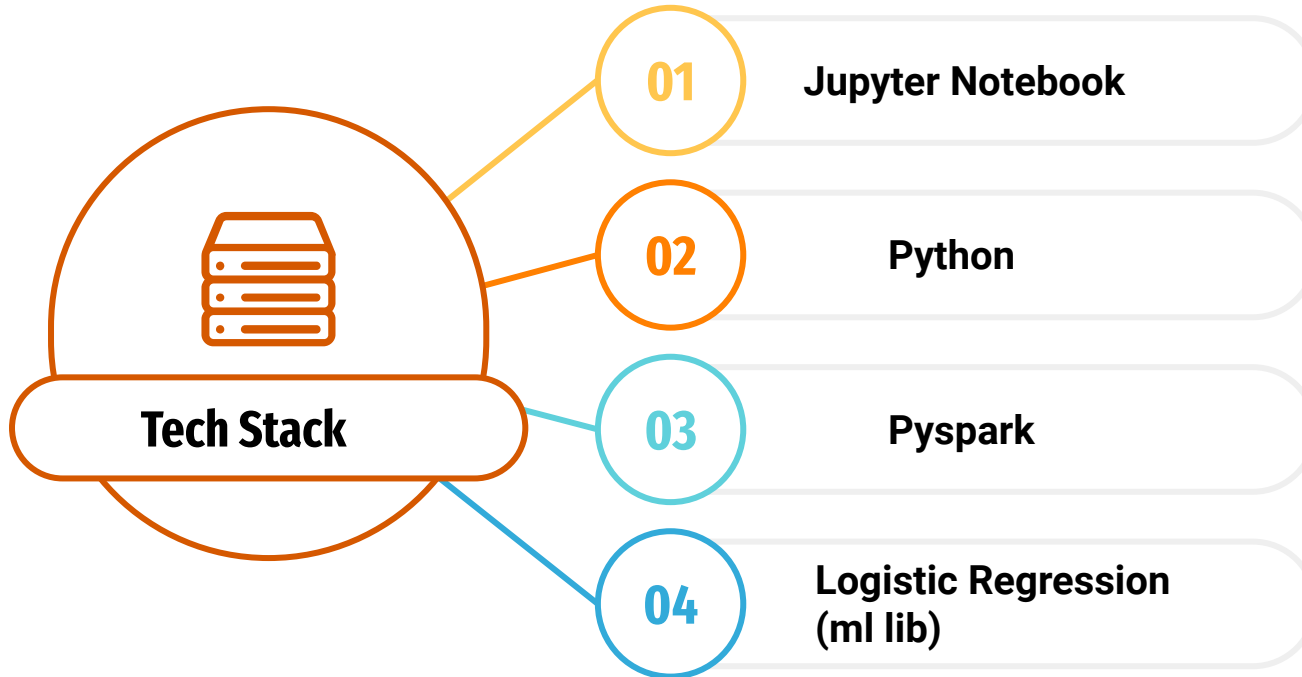 Tech Stack
01
Jupyter Notebook
02
Python
03
Pyspark
04
Logistic Regression
(ml lib)